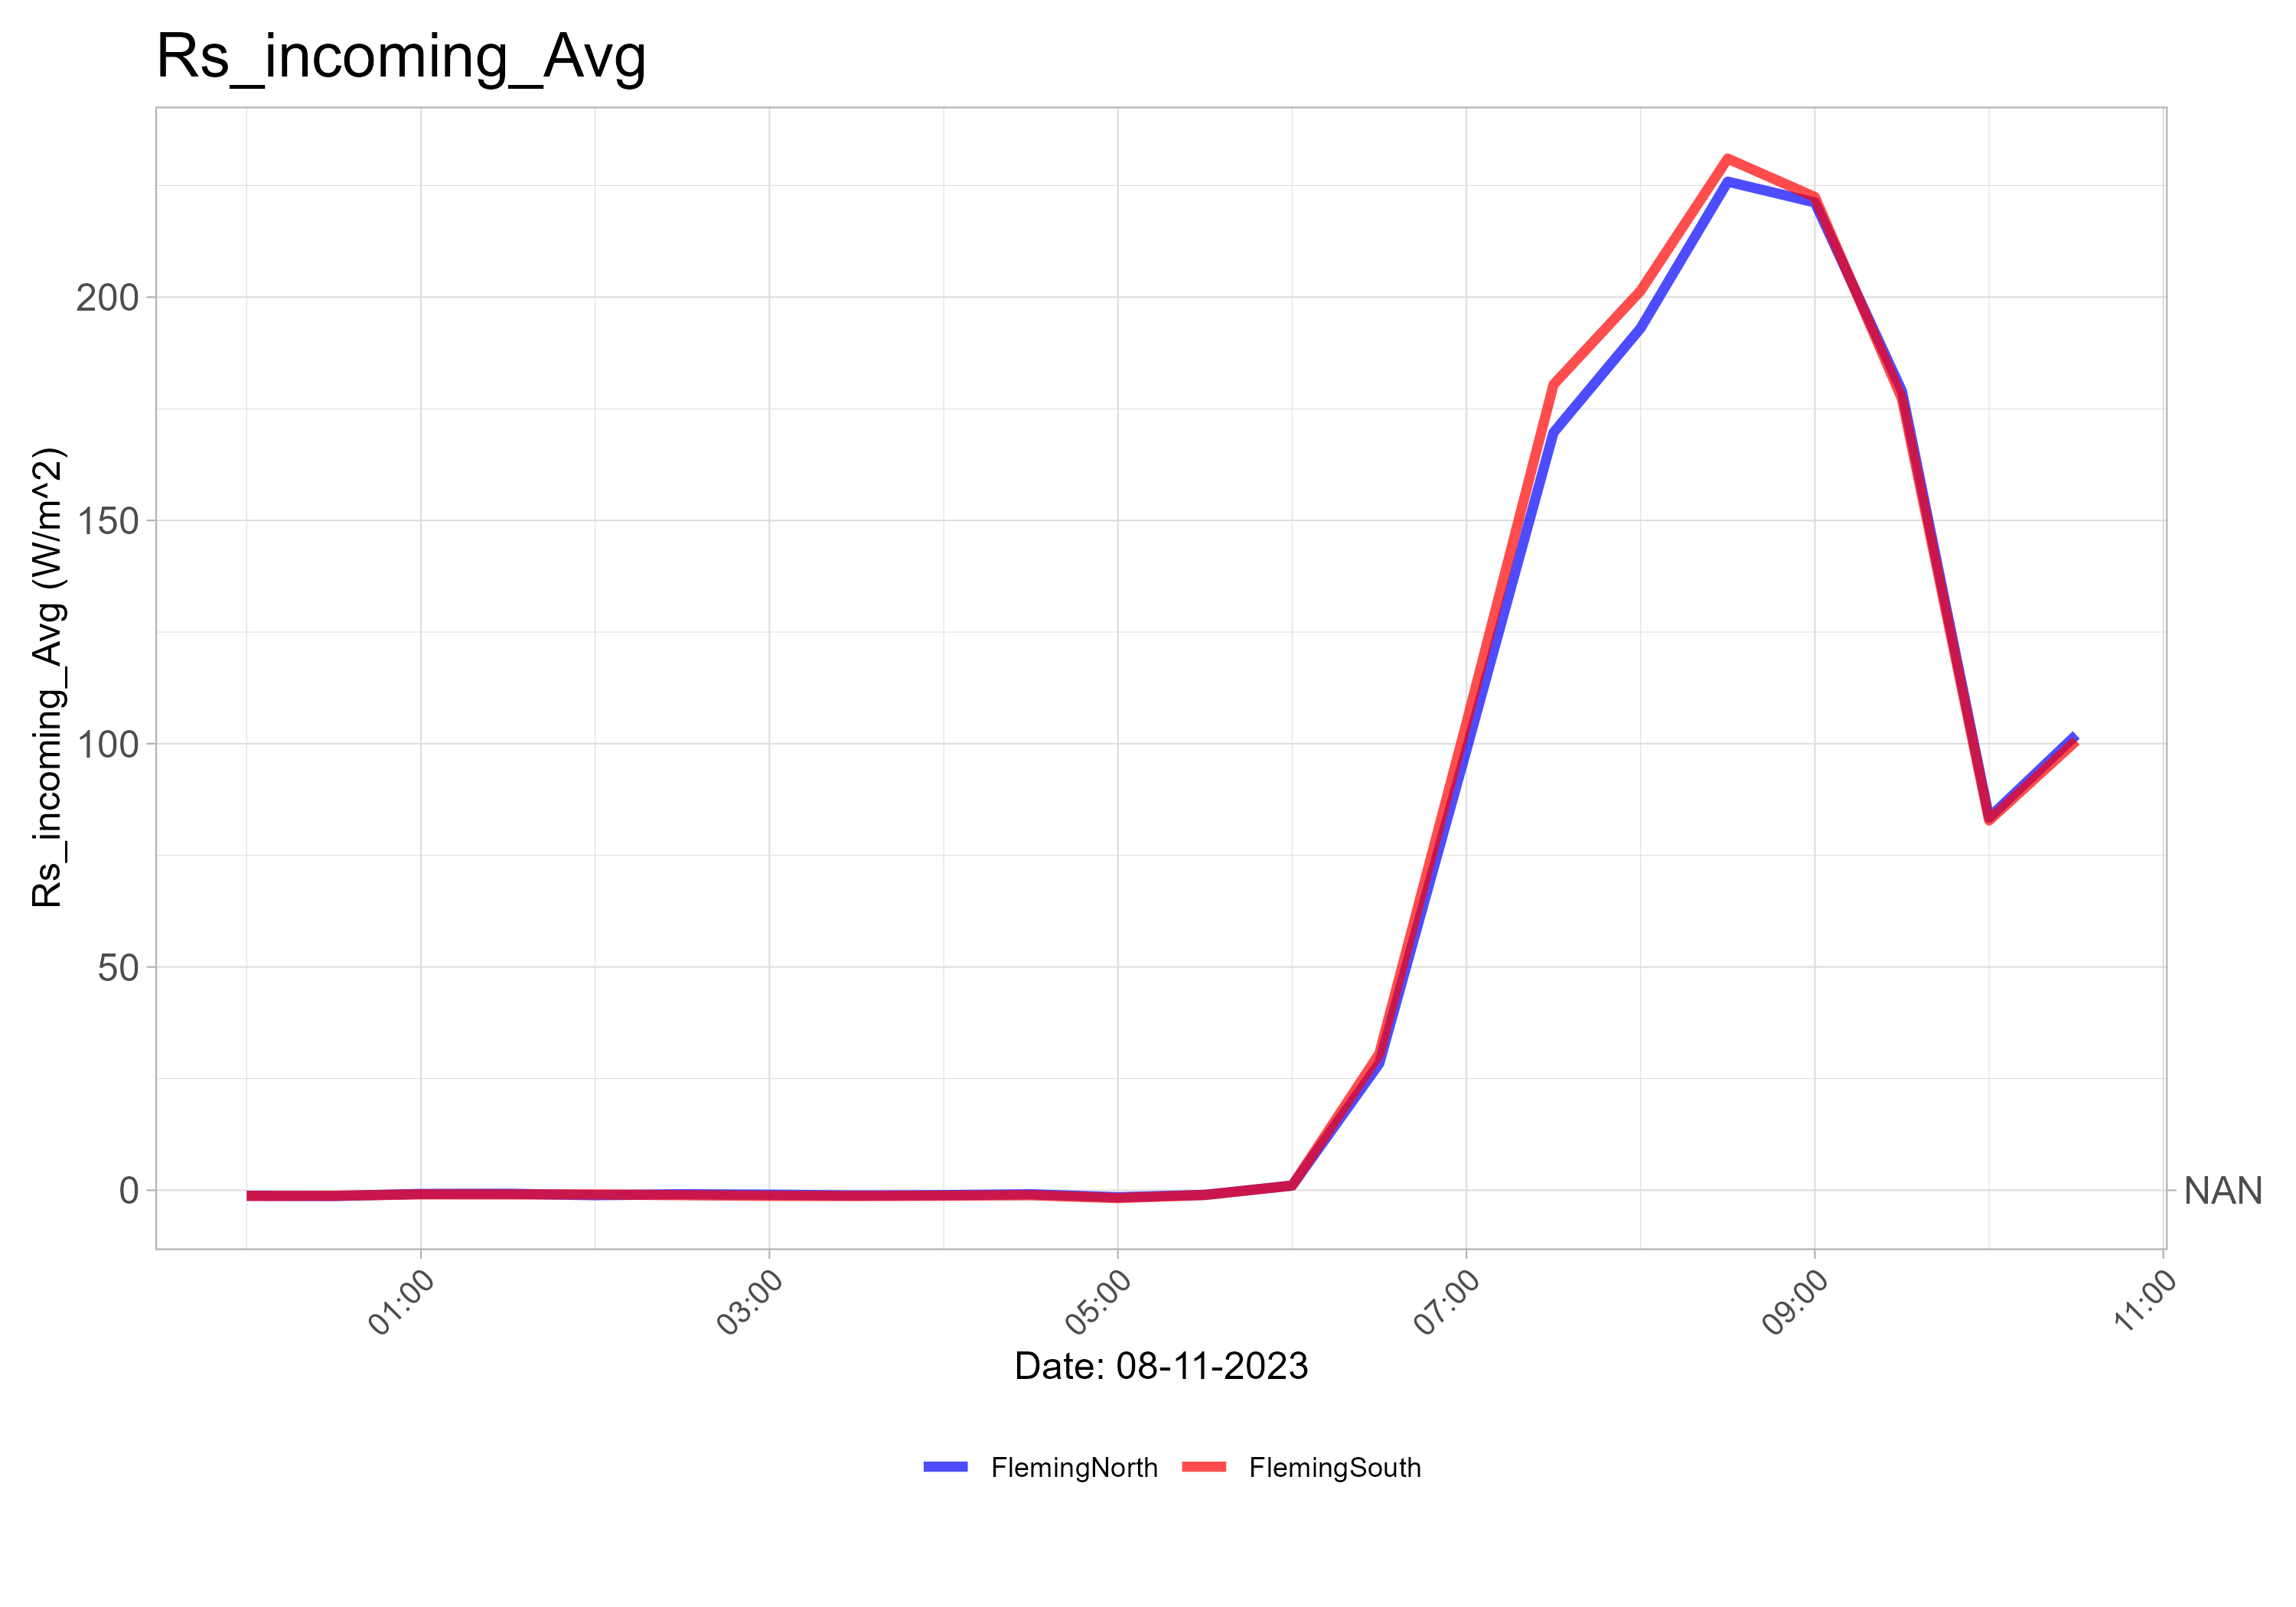 Rs_incoming_Avg
Rs_incoming_Avg (W/m^2)
200
150
100
50
0
NAN
01:00
03:00
05:00
07:00
09:00
11:00
Date: 08-11-2023
FlemingNorth
FlemingSouth